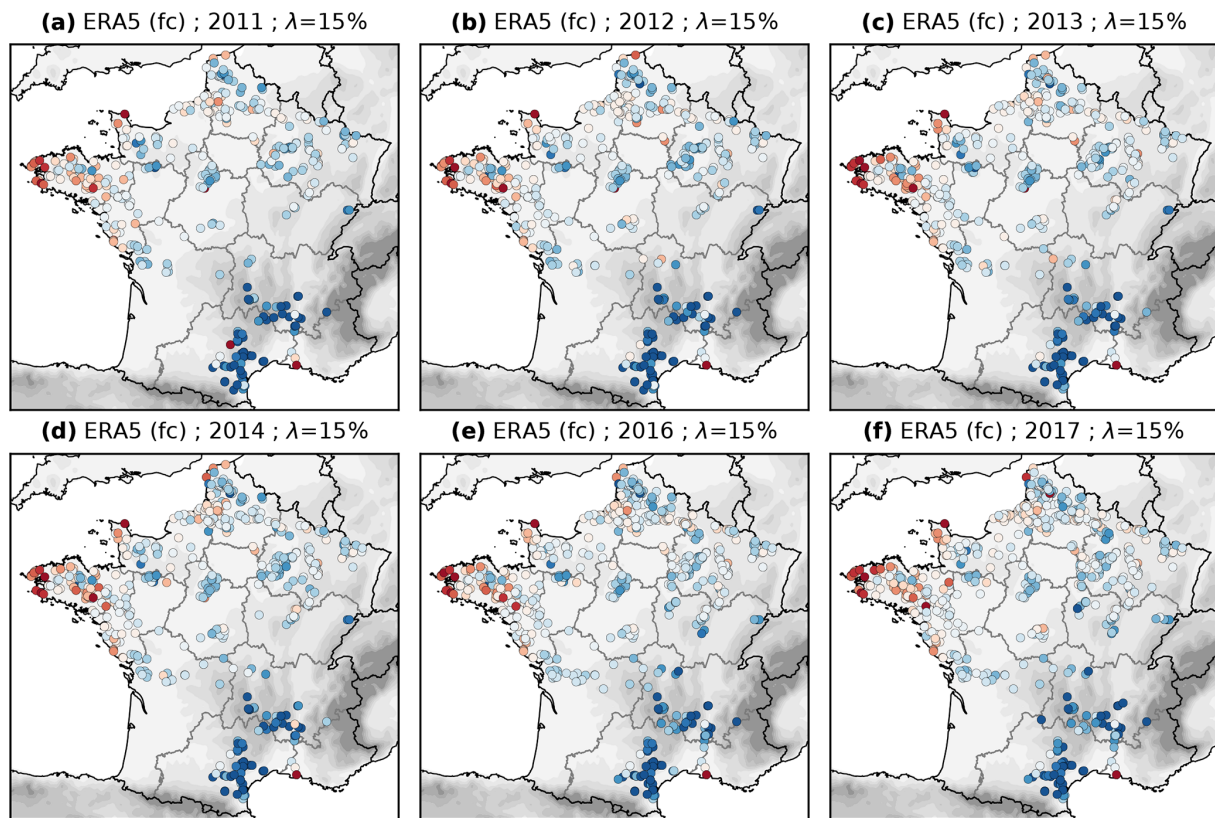 (a) ERA5 (fc) ; 2011 ; λ=15%
(b) ERA5 (fc) ; 2012 ; λ=15%
(c) ERA5 (fc) ; 2013 ; λ=15%
(d) ERA5 (fc) ; 2014 ; λ=15%
(e) ERA5 (fc) ; 2016 ; λ=15%
(f) ERA5 (fc) ; 2017 ; λ=15%